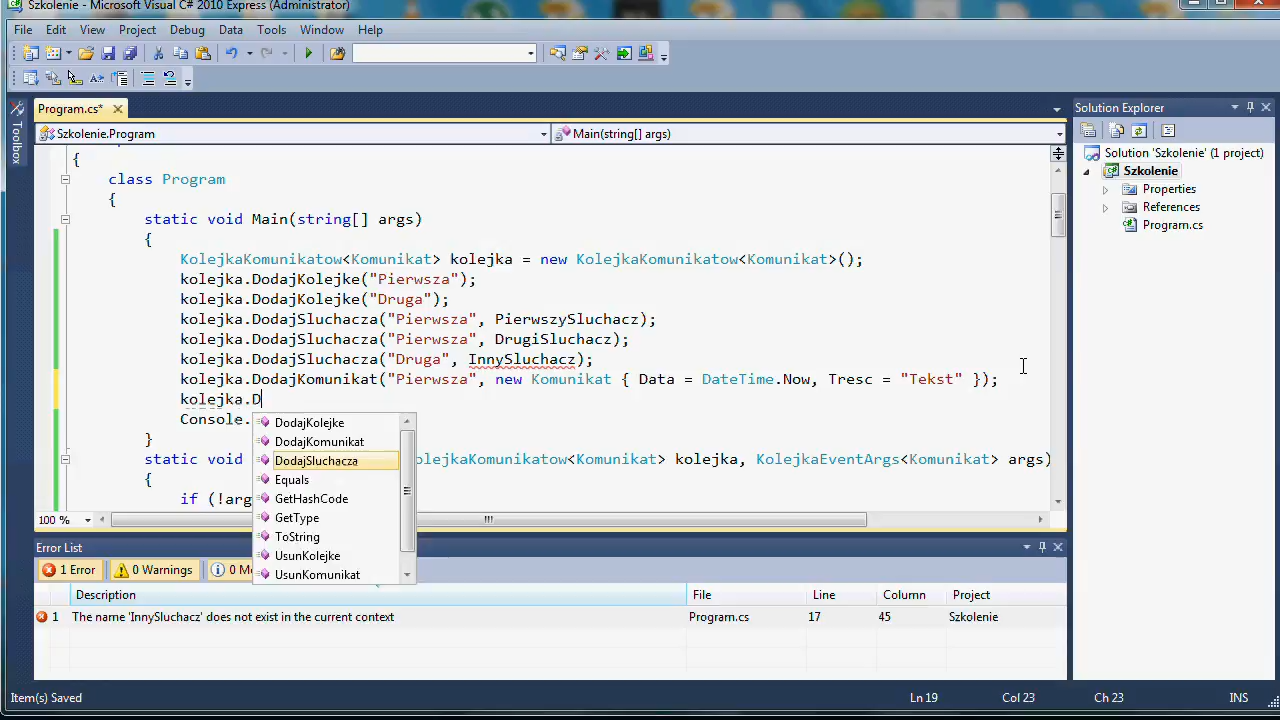 Szkolenie - Microsoft Visual C# 2010 Express (Administrator)
File Edit View Project Debug Data Tools Window Help
Program.cs* Solution Explorer
Szkolenie.Program Main(string[] args)
Toolbox
Solution 'Szkolenie' (1 project)
Szkolenie
Properties
References
Program.cs
{
class Program
{
static void Main(string[] args)
{
KolejkaKomunikatow<Komunikat> kolejka = new KolejkaKomunikatow<Komunikat>();
kolejka.DodajKolejke("Pierwsza");
kolejka.DodajKolejke("Druga");
kolejka.DodajSluchacza("Pierwsza", PierwszySluchacz);
kolejka.DodajSluchacza("Pierwsza", DrugiSluchacz);
kolejka.DodajSluchacza("Druga", InnySluchacz);
kolejka.DodajKomunikat("Pierwsza", new Komunikat { Data = DateTime.Now, Tresc = "Tekst" });
kolejka.D
Console.
}
static void olejkaKomunikatow<Komunikat> kolejka, KolejkaEventArgs<Komunikat> args)
{
if (!arg
DodajKolejke
DodajKomunikat
DodajSluchacza
Equals
GetHashCode
GetType
ToString
UsunKolejke
UsunKomunikat
100 %
Error List
1 Error 0 Warnings 0 M
Description File Line Column Project
1 The name 'InnySluchacz' does not exist in the current context Program.cs 17 45 Szkolenie
Item(s) Saved Ln 19 Col 23 Ch 23 INS